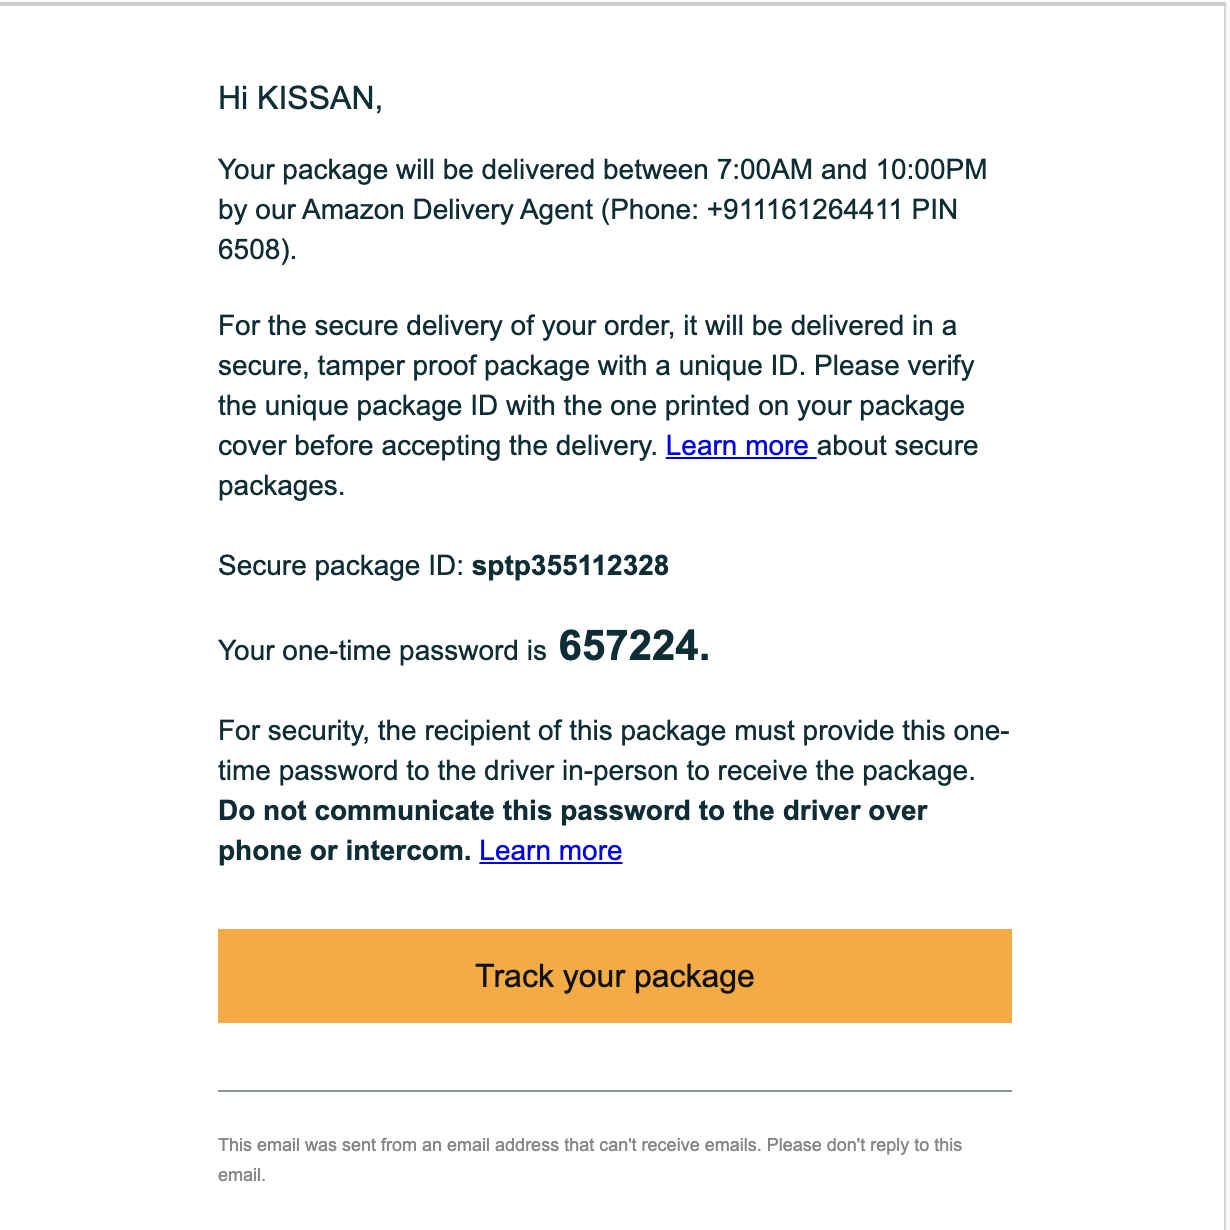 Hi KISSAN,
Your package will be delivered between 7:00AM and 10:00PM
by our Amazon Delivery Agent (Phone: +911161264411 PIN
6508).
For the secure delivery of your order, it will be delivered in a
secure, tamper proof package with a unique ID. Please verify
the unique package ID with the one printed on your package
cover before accepting the delivery. Learn more about secure
packages.
Secure package ID: sptp355112328
Your one-time password is 657224.
For security, the recipient of this package must provide this one-
time password to the driver in-person to receive the package.
Do not communicate this password to the driver over
phone or intercom. Learn more
Track your package
This email was sent from an email address that can't receive emails. Please don't reply to this
email.